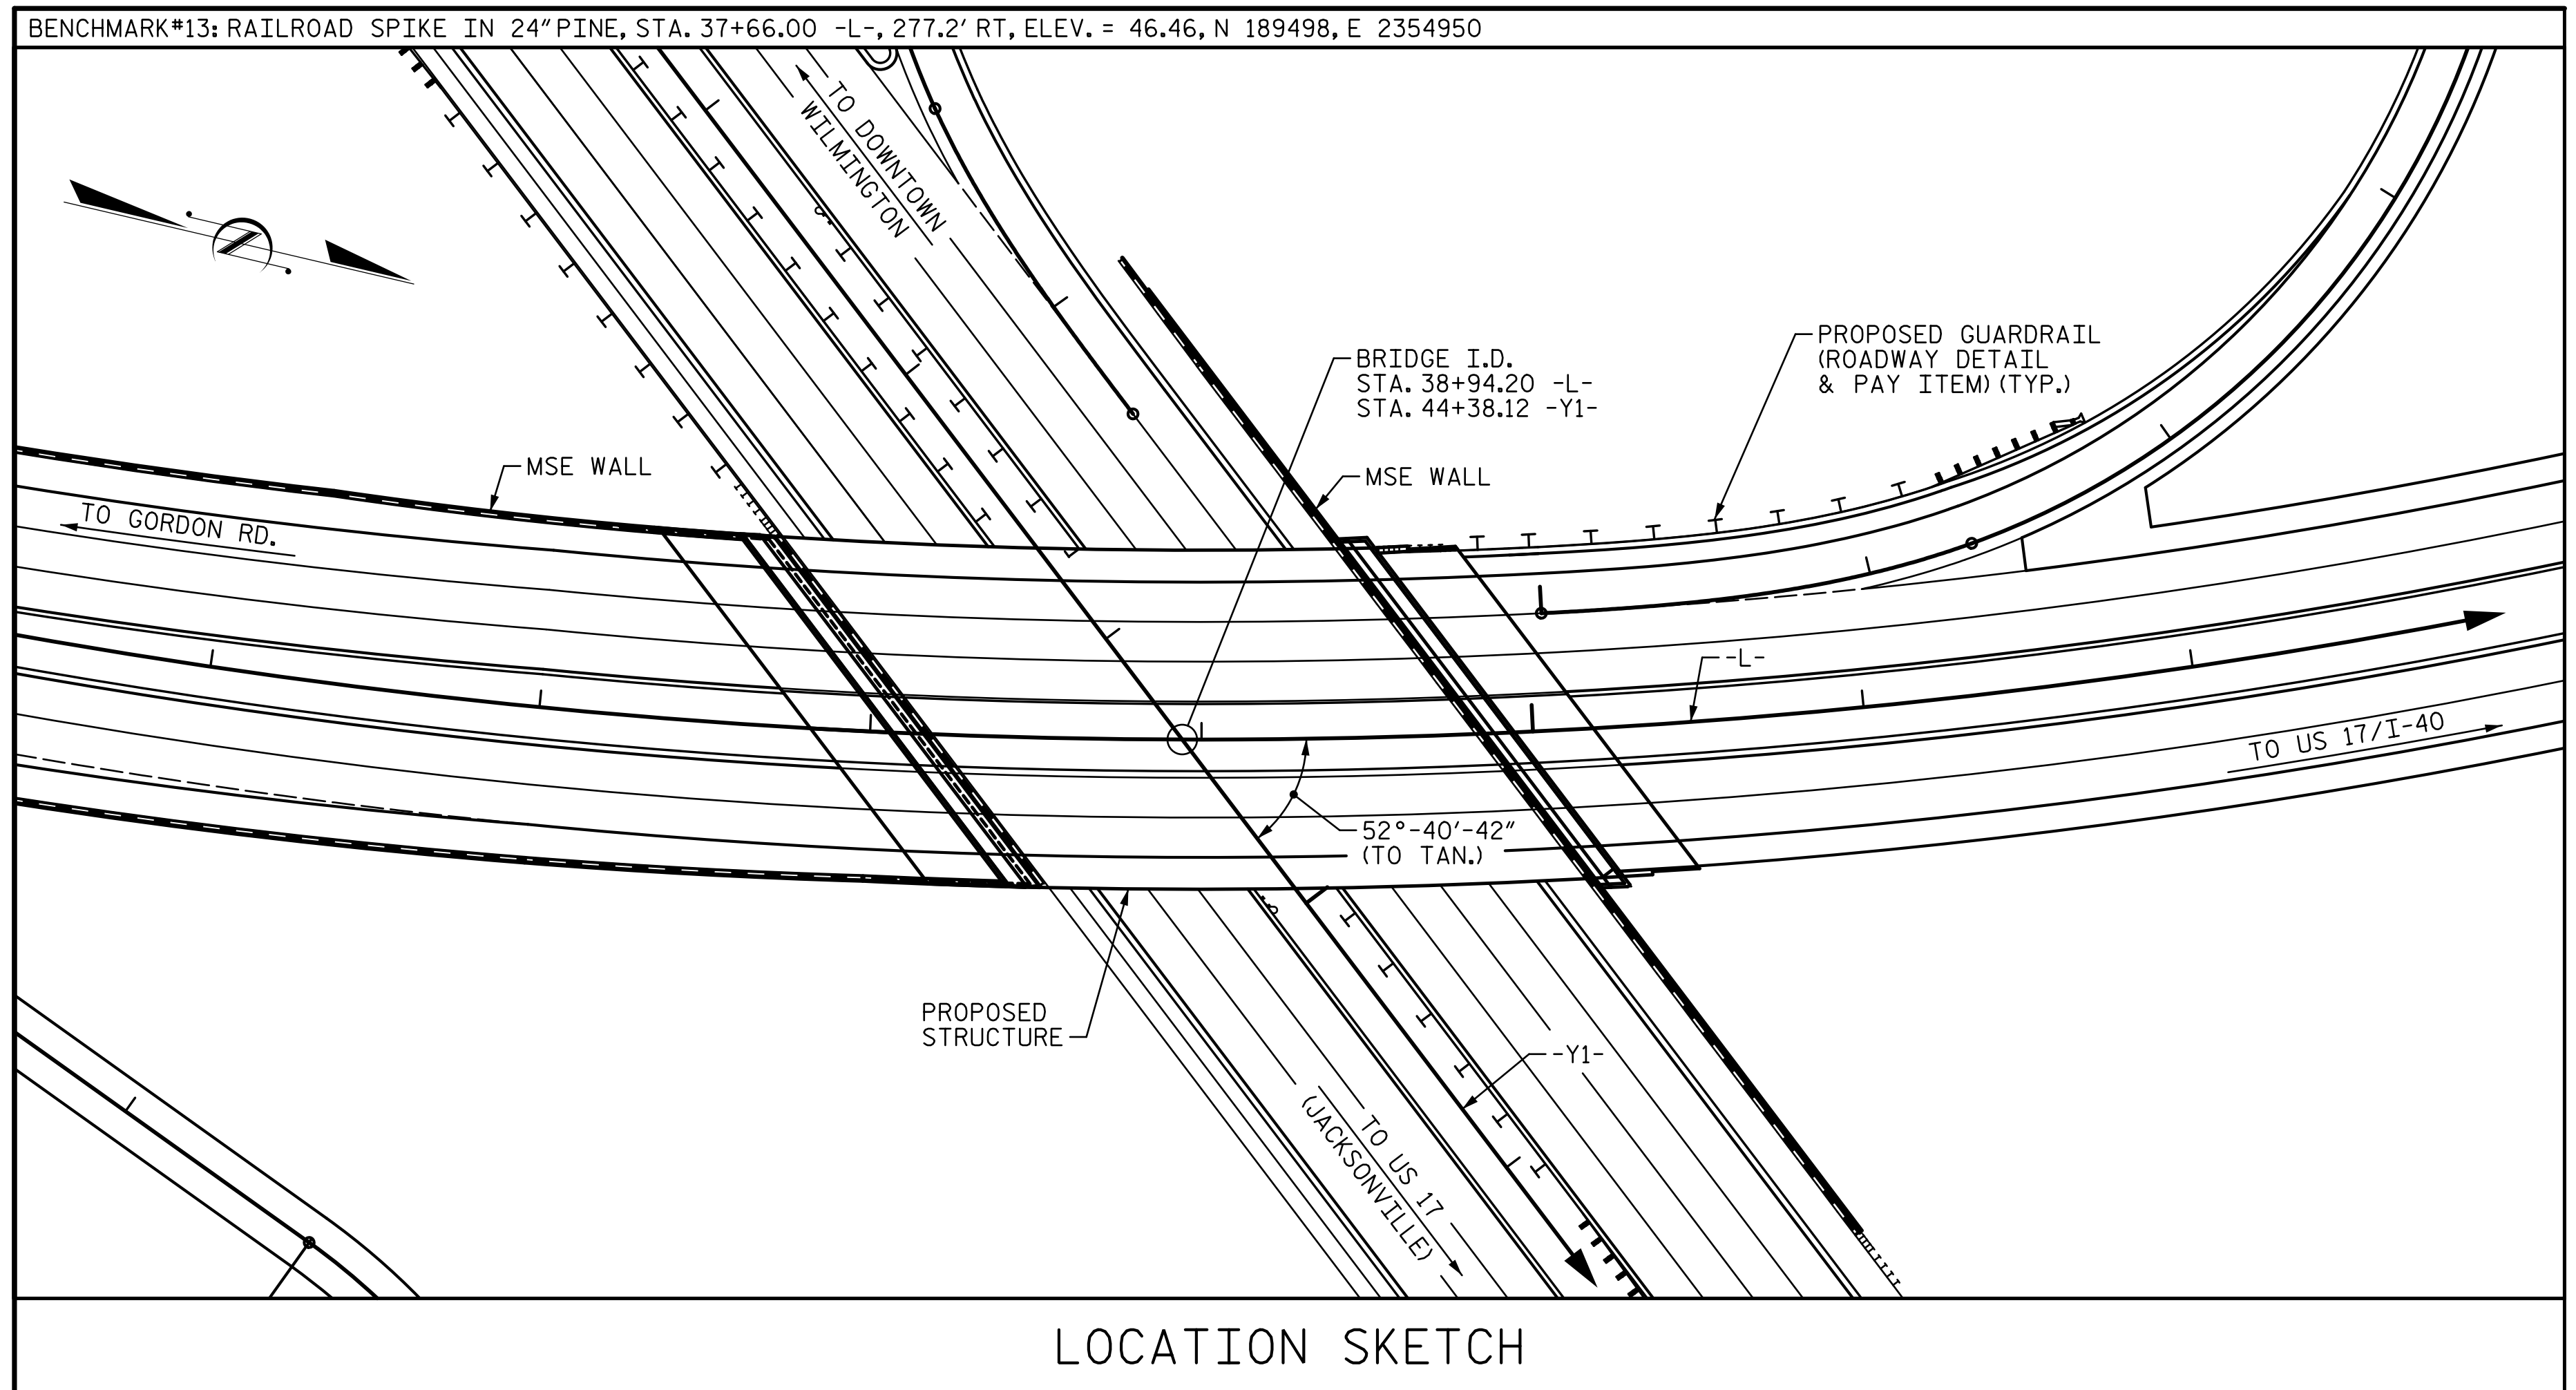 BENCHMARK#13: RAILROAD SPIKE IN 24" PINE, STA. 37+66.00 -L-, 277.2' RT, ELEV. = 46.46, N 189498, E 2354950
TO DOWNTOWN
WILMINGTON
BRIDGE I.D.
STA. 38+94.20 -L-
STA. 44+38.12 -Y1-
PROPOSED GUARDRAIL
(ROADWAY DETAIL
& PAY ITEM) (TYP.)
MSE WALL
MSE WALL
TO GORDON RD.
-L-
TO US 17/I-40
52°-40'-42"
(TO TAN.)
PROPOSED
STRUCTURE
-Y1-
TO US 17
(JACKSONVILLE)
LOCATION SKETCH